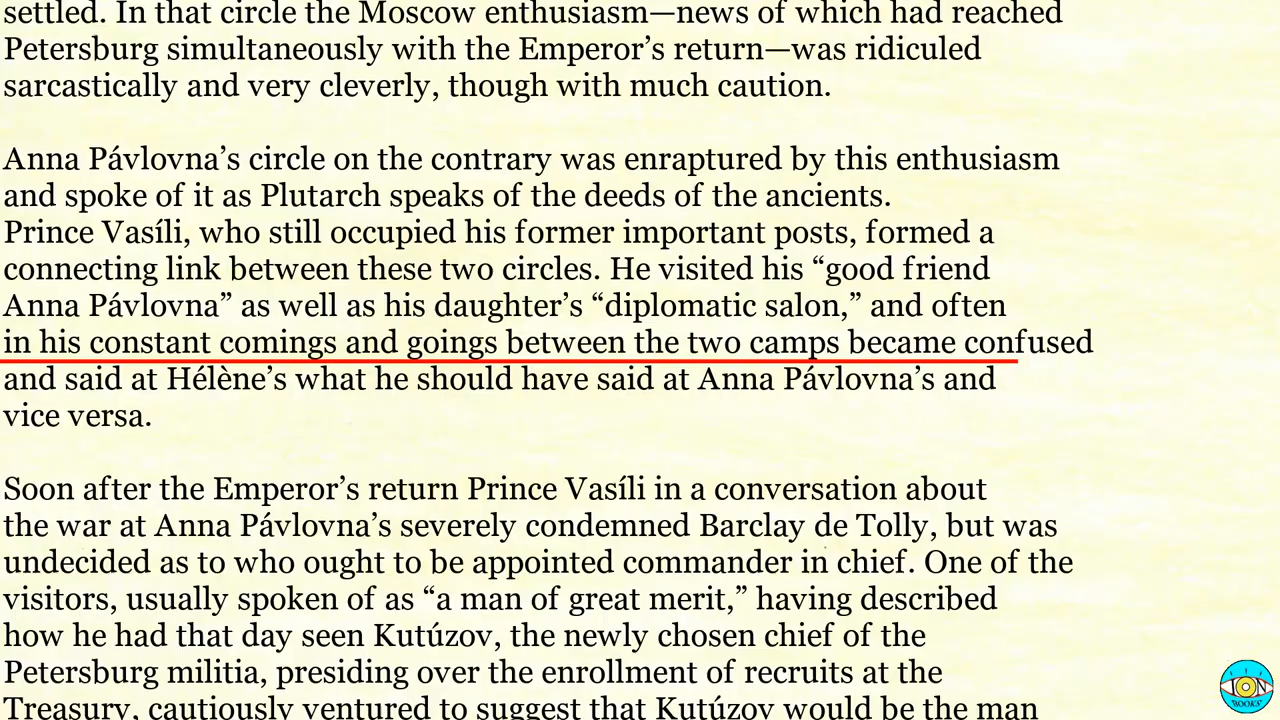 settled. In that circle the Moscow enthusiasm—news of which had reached
Petersburg simultaneously with the Emperor’s return—was ridiculed
sarcastically and very cleverly, though with much caution.
Anna Pávlovna’s circle on the contrary was enraptured by this enthusiasm
and spoke of it as Plutarch speaks of the deeds of the ancients.
Prince Vasíli, who still occupied his former important posts, formed a
connecting link between these two circles. He visited his “good friend
Anna Pávlovna” as well as his daughter’s “diplomatic salon,” and often
in his constant comings and goings between the two camps became confused
and said at Hélène’s what he should have said at Anna Pávlovna’s and
vice versa.
Soon after the Emperor’s return Prince Vasíli in a conversation about
the war at Anna Pávlovna’s severely condemned Barclay de Tolly, but was
undecided as to who ought to be appointed commander in chief. One of the
visitors, usually spoken of as “a man of great merit,” having described
how he had that day seen Kutúzov, the newly chosen chief of the
Petersburg militia, presiding over the enrollment of recruits at the
Treasury, cautiously ventured to suggest that Kutúzov would be the man
BOOKS